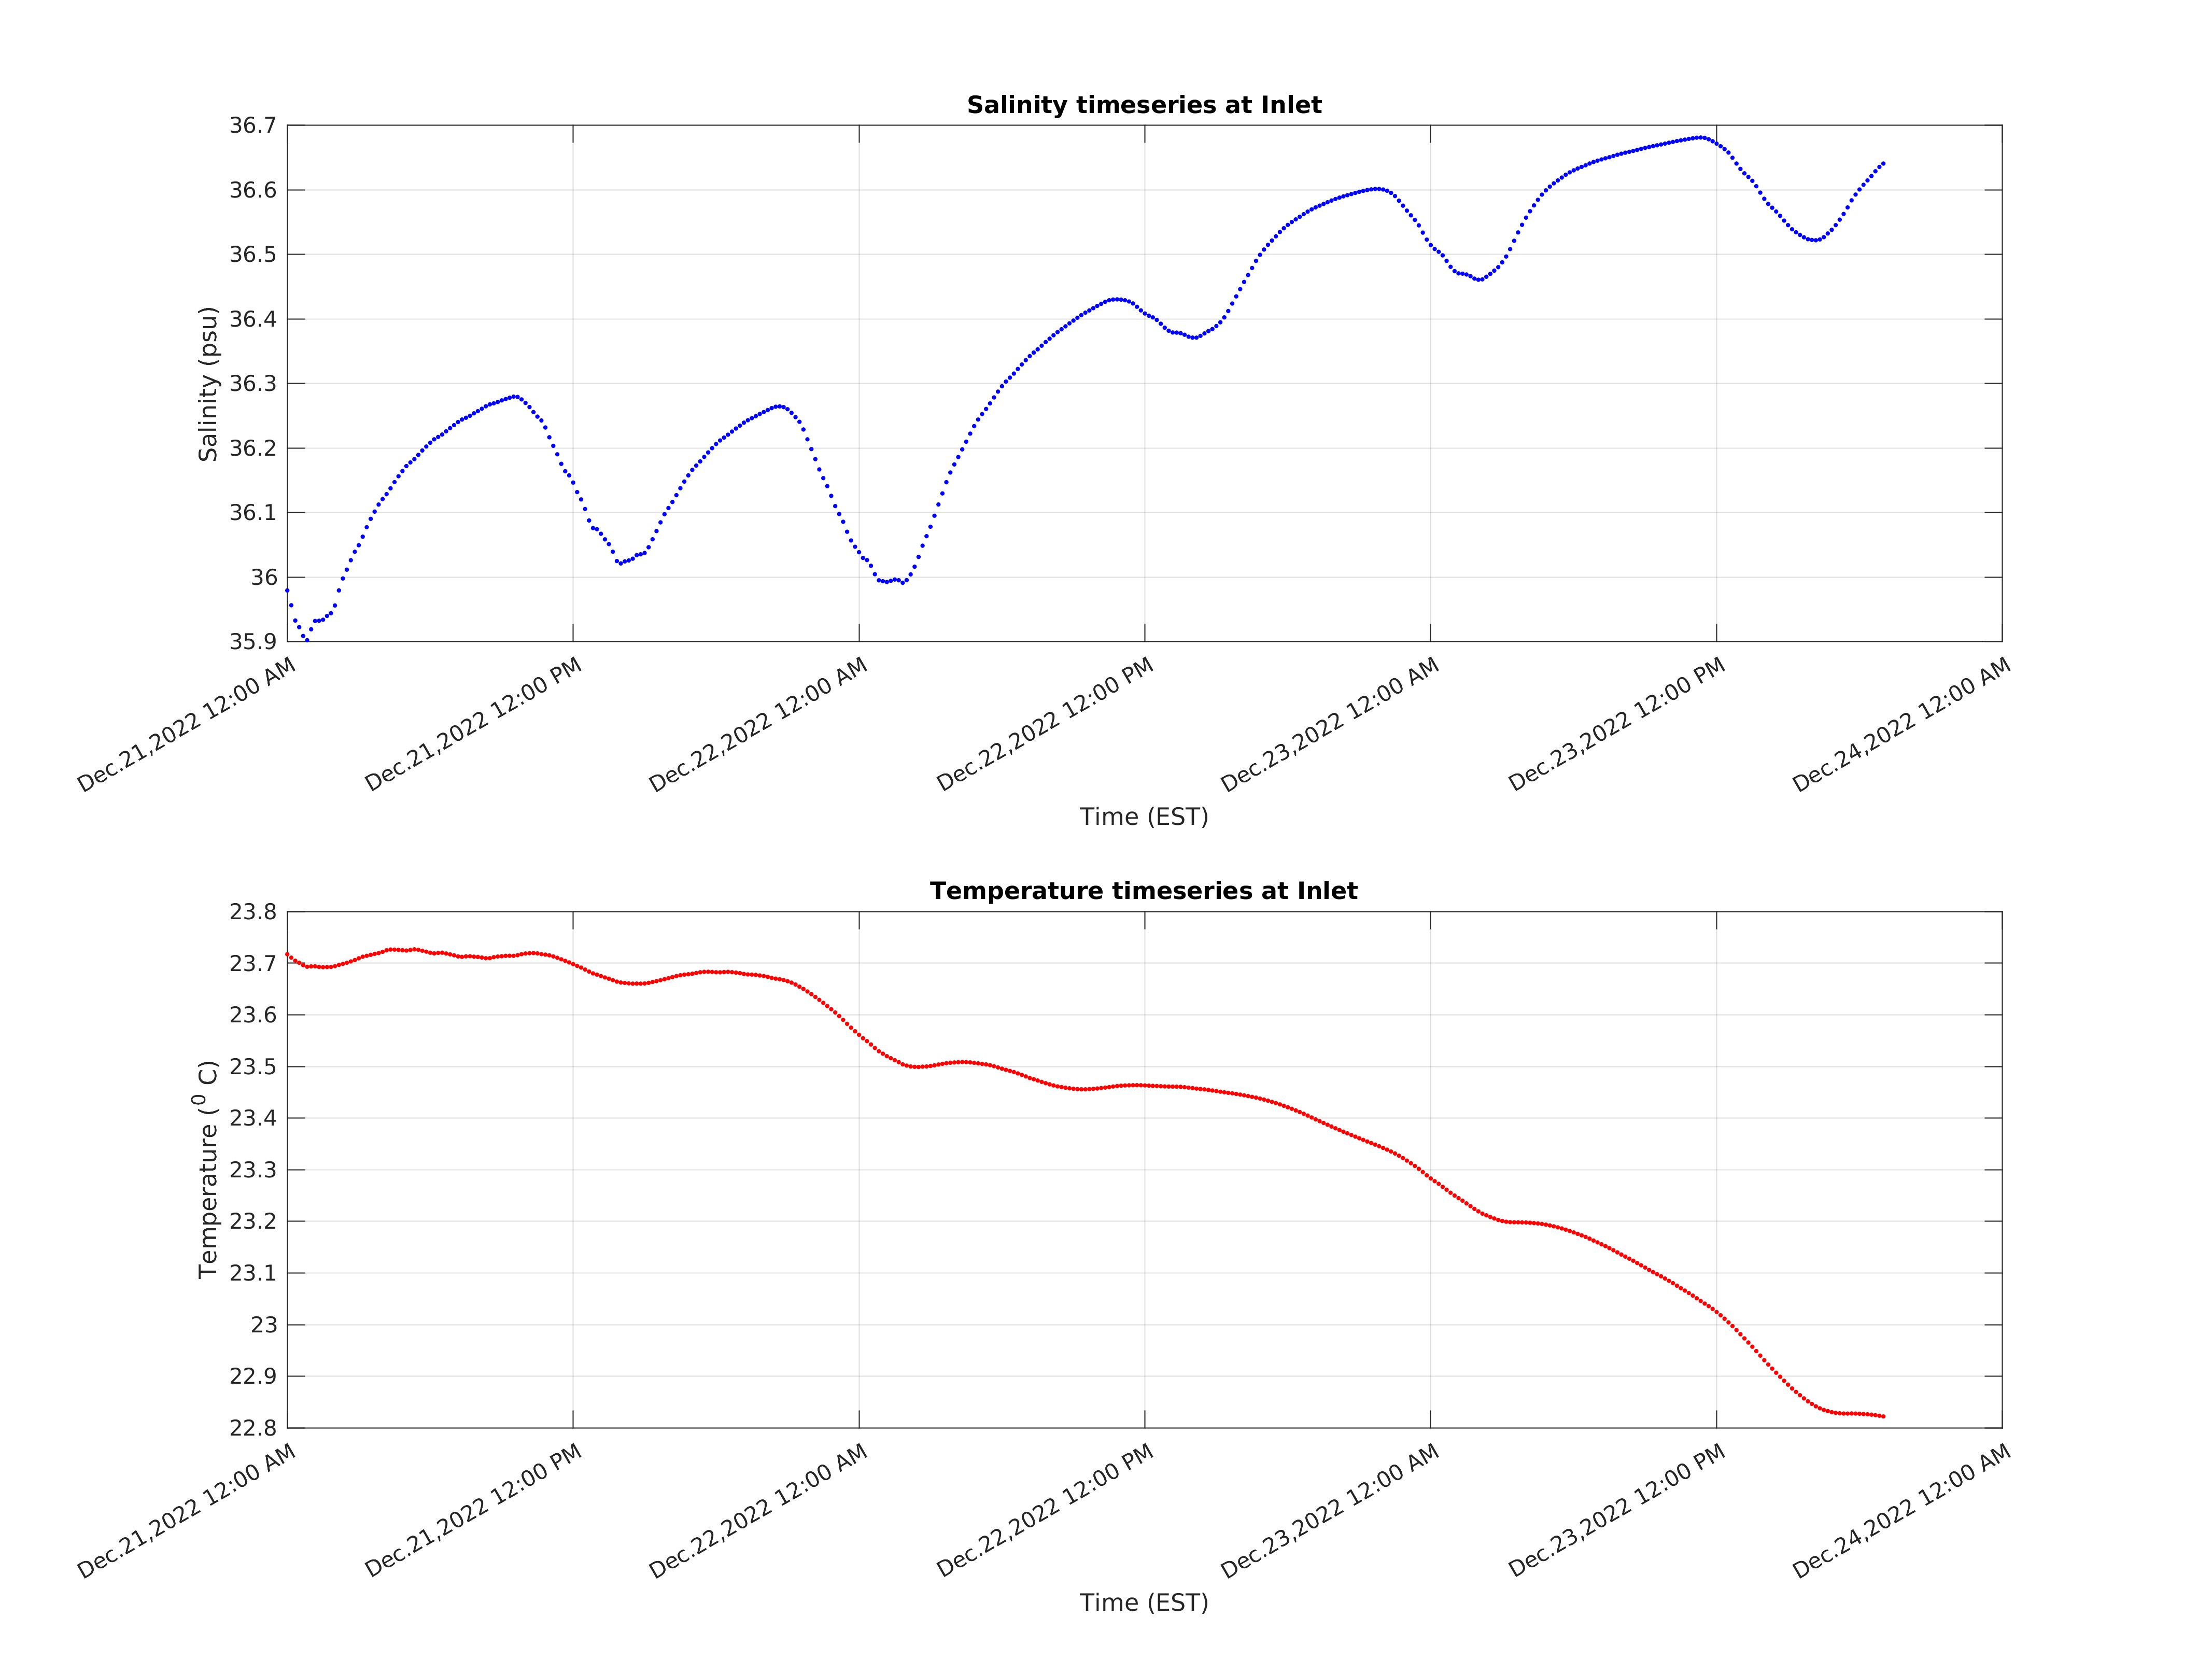 Salinity timeseries at Inlet
36.7
36.6
36.5
36.4
36.3
36.2
36.1
36
35.9
Salinity (psu)
Dec.21,2022 12:00 AM
Dec.21,2022 12:00 PM
Dec.22,2022 12:00 AM
Dec.22,2022 12:00 PM
Dec.23,2022 12:00 AM
Dec.23,2022 12:00 PM
Dec.24,2022 12:00 AM
Time (EST)
Temperature timeseries at Inlet
23.8
23.7
23.6
23.5
23.4
23.3
23.2
23.1
23
22.9
22.8
Temperature (⁰ C)
Dec.21,2022 12:00 AM
Dec.21,2022 12:00 PM
Dec.22,2022 12:00 AM
Dec.22,2022 12:00 PM
Dec.23,2022 12:00 AM
Dec.23,2022 12:00 PM
Dec.24,2022 12:00 AM
Time (EST)